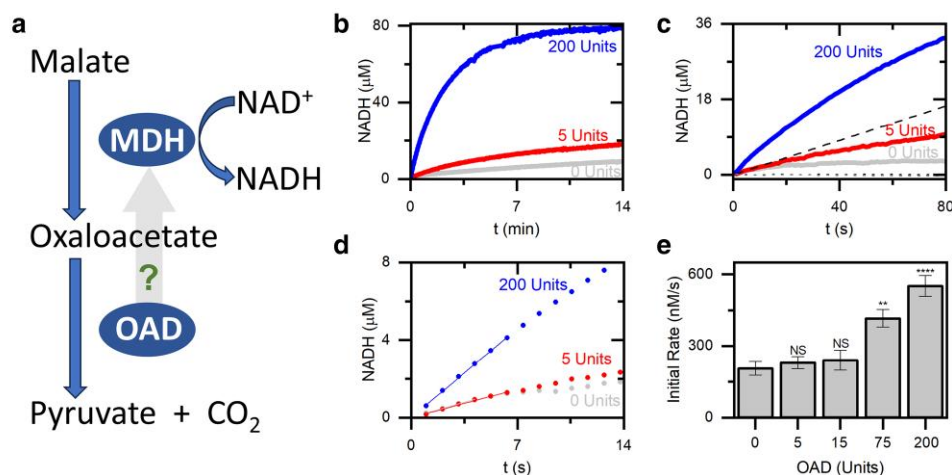 a
Malate
MDH
NAD⁺
NADH
Oxaloacetate
?
OAD
Pyruvate + CO₂
b
NADH (μM)
80
40
0
200 Units
5 Units
0 Units
0 7 14
t (min)
c
NADH (μM)
36
18
0
200 Units
5 Units
0 Units
0 40 80
t (s)
d
NADH (μM)
8
4
0
200 Units
5 Units
0 Units
0 7 14
t (s)
e
Initial Rate (nM/s)
600
300
0
NS
NS
**
****
0 5 15 75 200
OAD (Units)